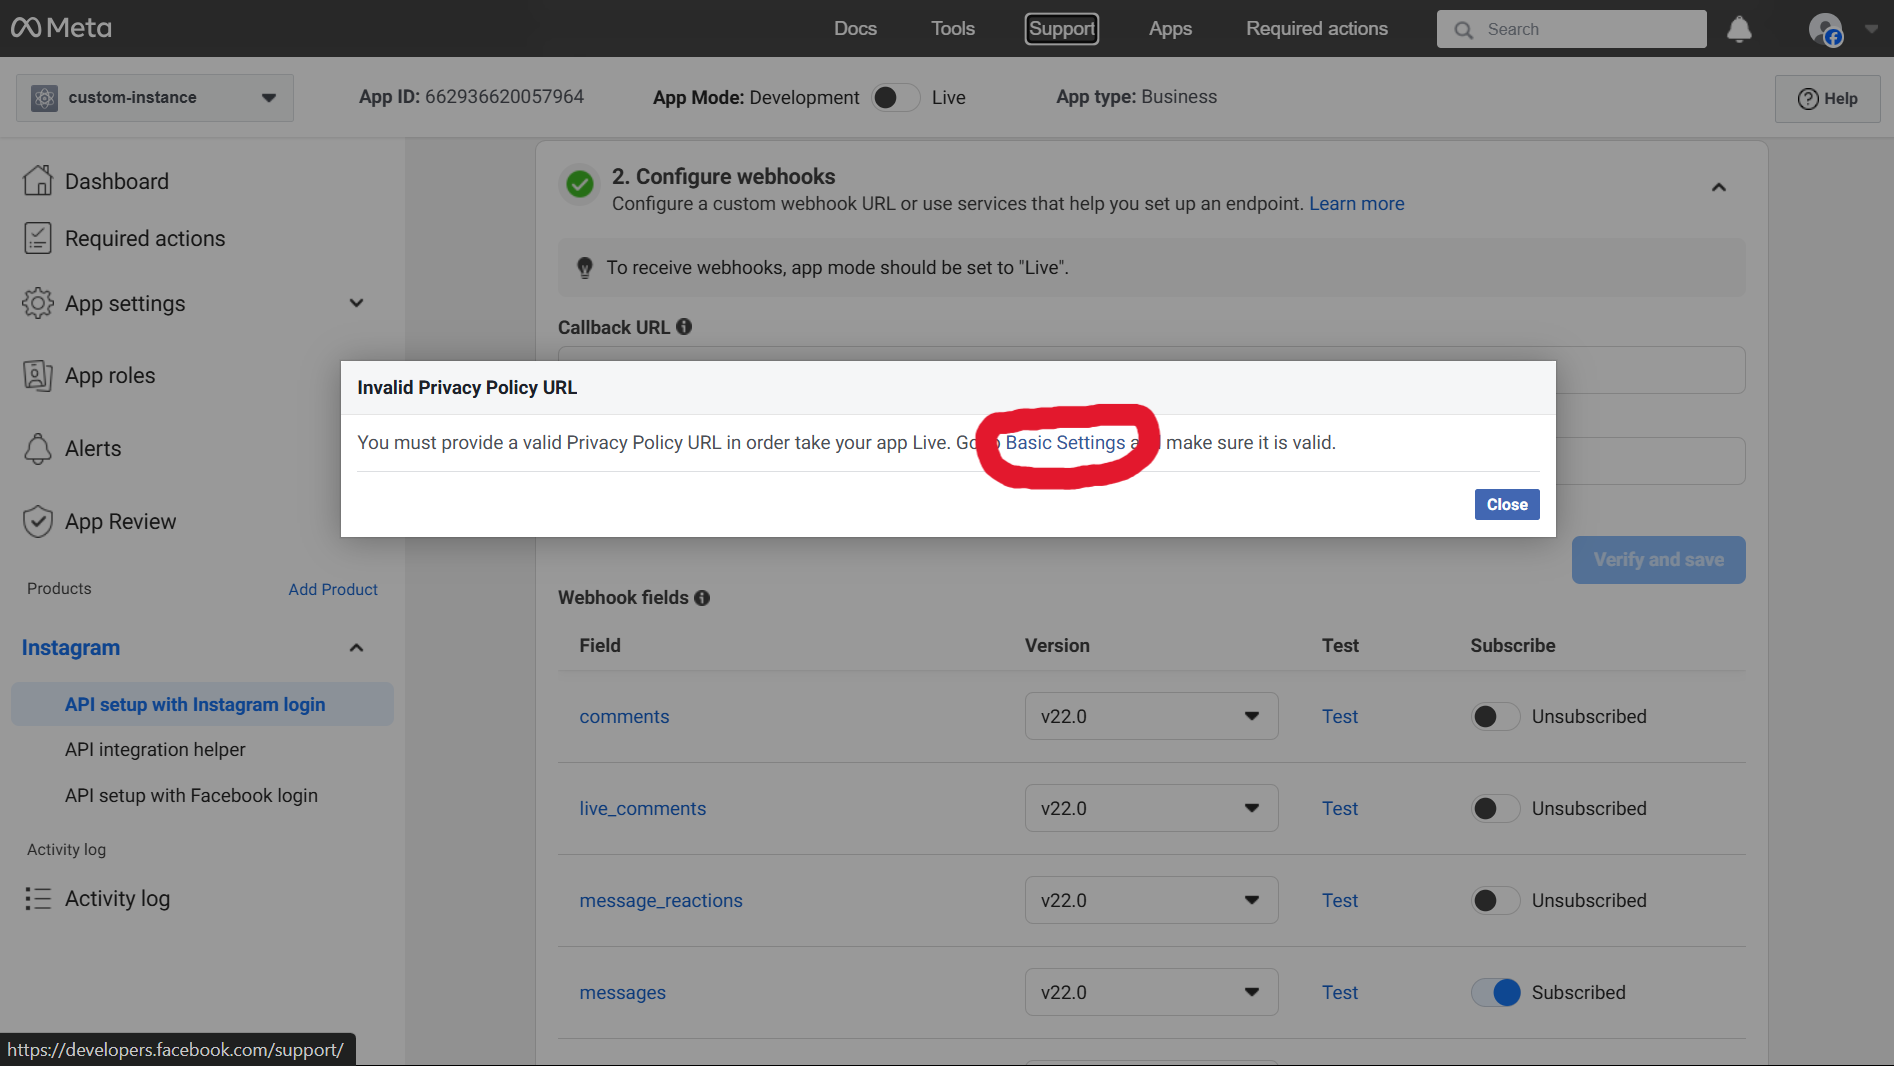 Meta
Docs Tools Support Apps Required actions Search
custom-instance App ID: 662936620057964 App Mode: Development Live App type: Business Help
Dashboard
Required actions
App settings
App roles
Alerts
App Review
Products Add Product
Instagram
API setup with Instagram login
API integration helper
API setup with Facebook login
Activity log
Activity log
2. Configure webhooks
Configure a custom webhook URL or use services that help you set up an endpoint. Learn more
To receive webhooks, app mode should be set to "Live".
Callback URL
Invalid Privacy Policy URL
You must provide a valid Privacy Policy URL in order take your app Live. Basic Settings make sure it is valid.
Close
Verify and save
Webhook fields
Field Version Test Subscribe
comments v22.0 Test Unsubscribed
live_comments v22.0 Test Unsubscribed
message_reactions v22.0 Test Unsubscribed
messages v22.0 Test Subscribed
https://developers.facebook.com/support/